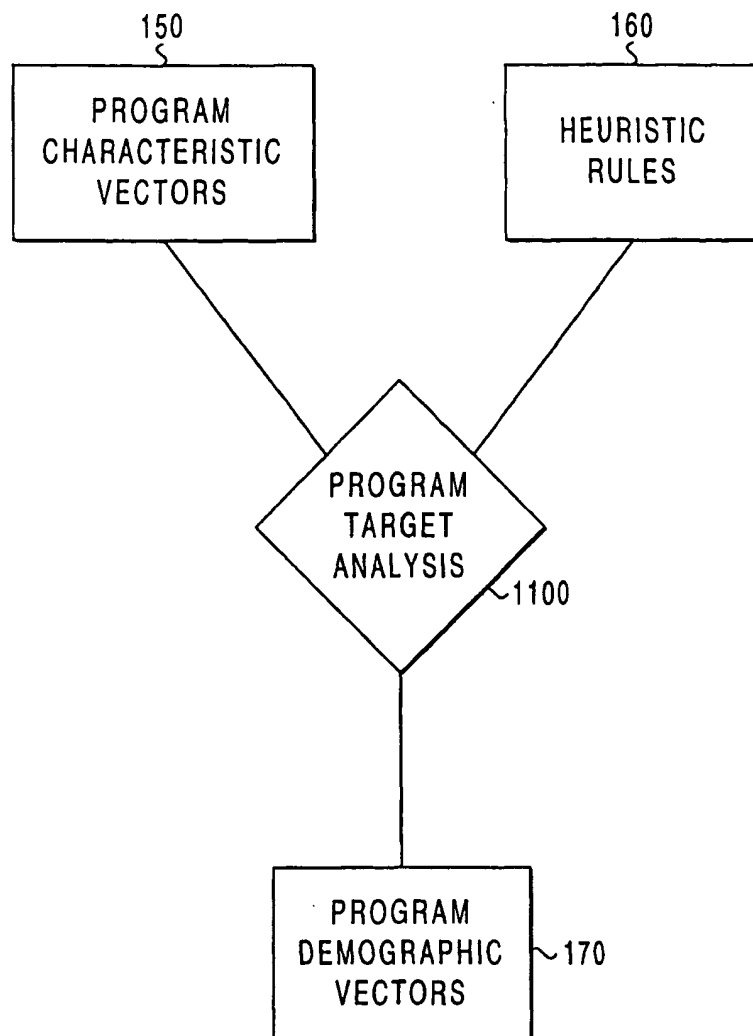 150
PROGRAM
CHARACTERISTIC
VECTORS
160
HEURISTIC
RULES
PROGRAM
TARGET
ANALYSIS
1100
PROGRAM
DEMOGRAPHIC
VECTORS
170